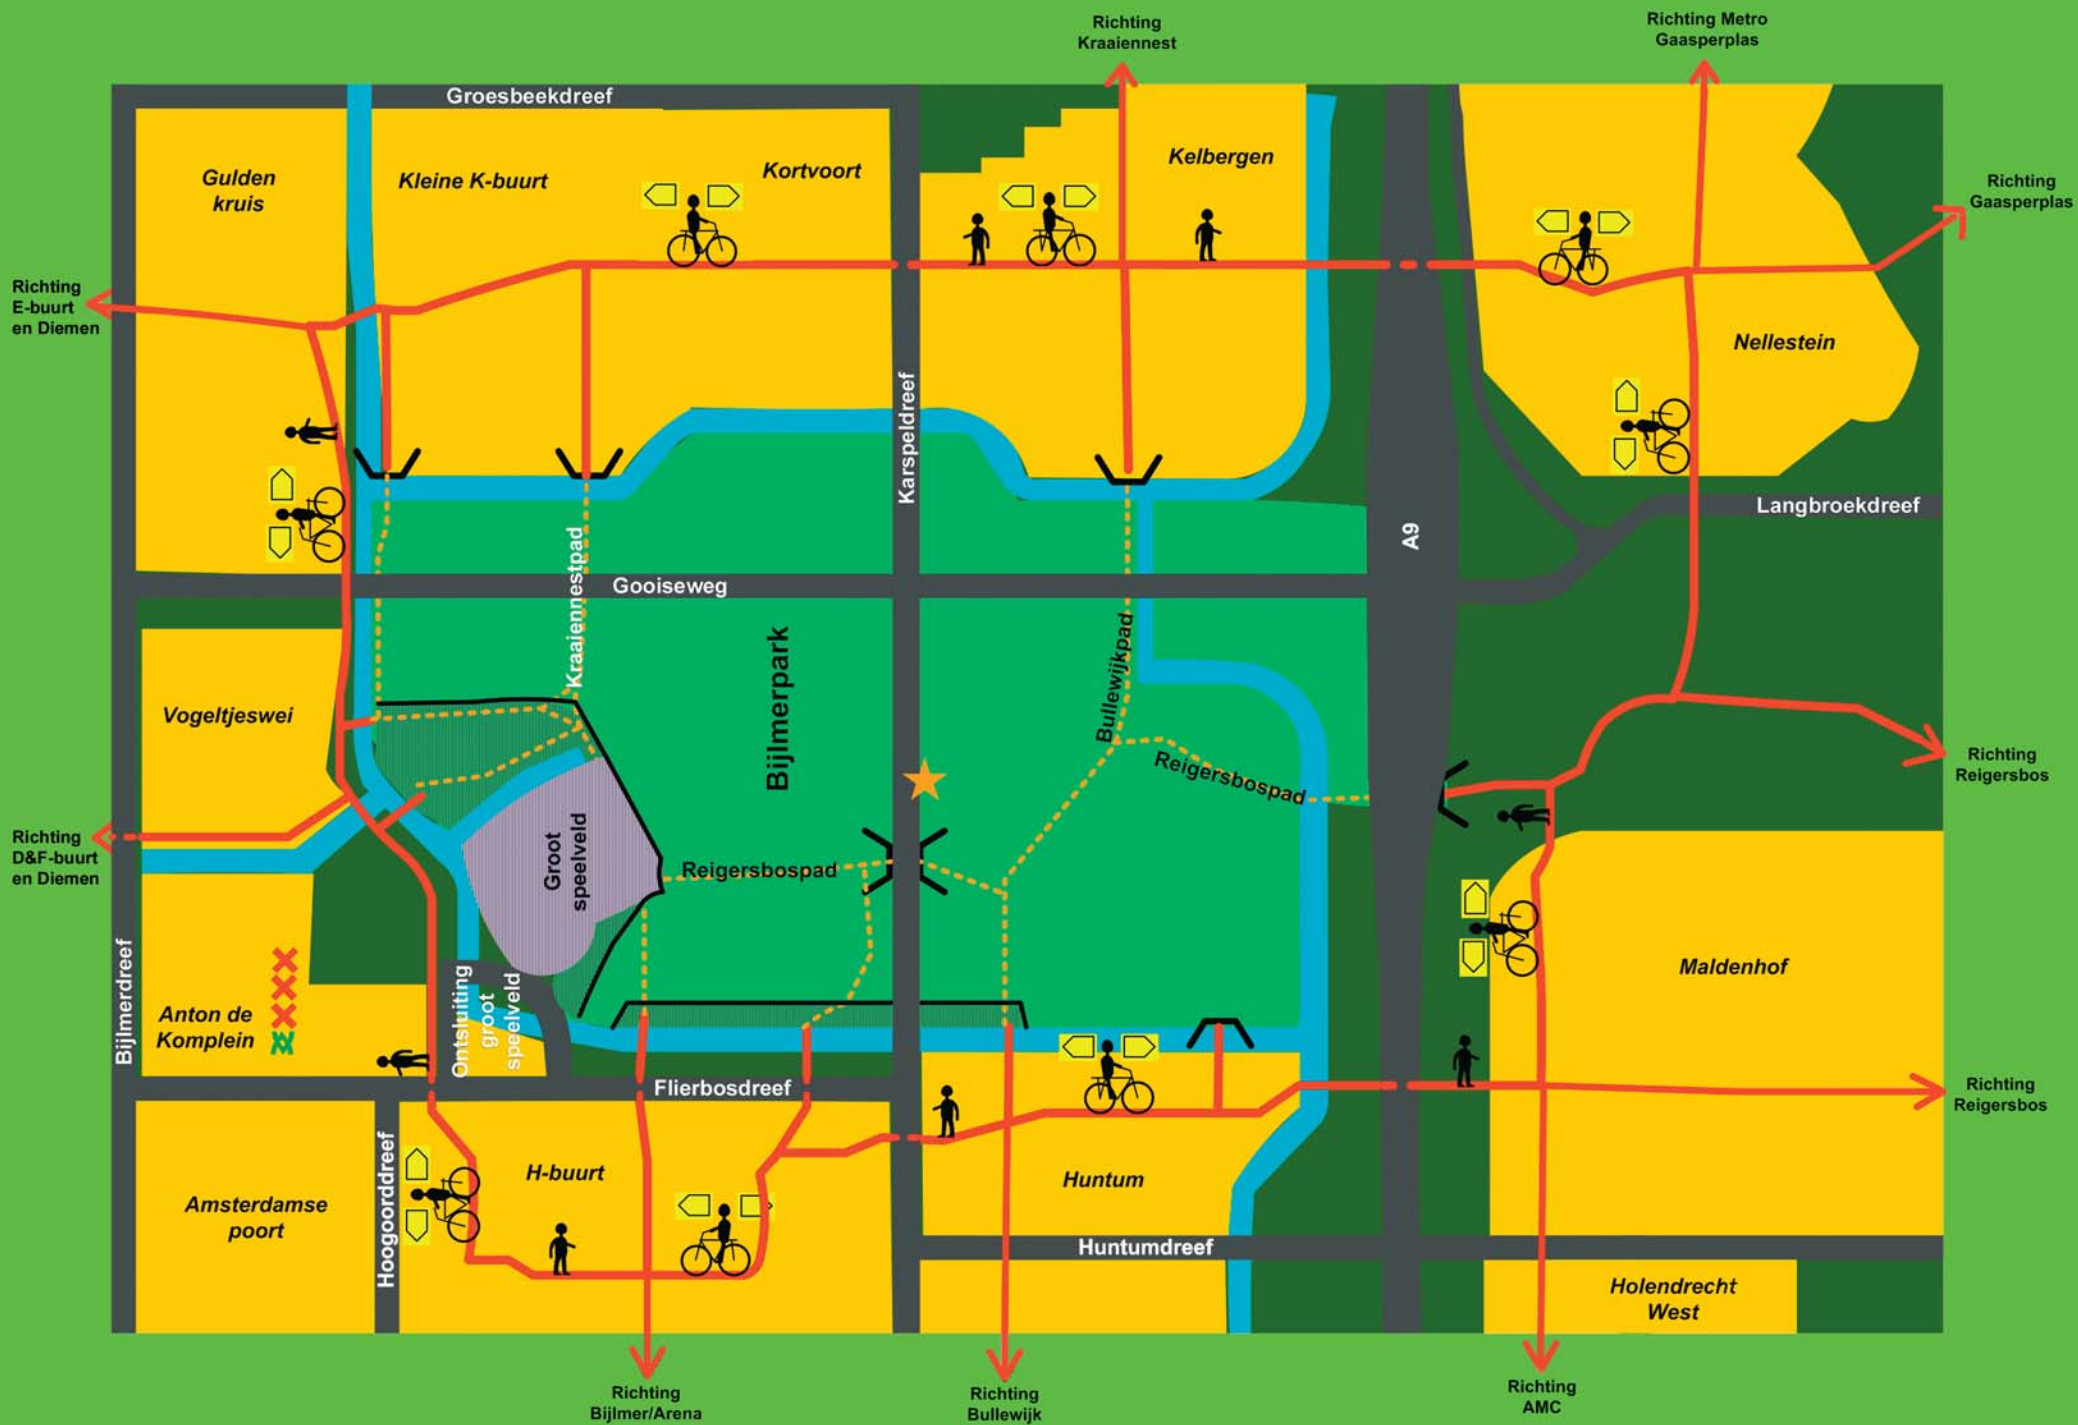 Richting
Kraaiennest
Richting Metro
Gaasperplas
Groesbeekdreef
Gulden
kruis
Kleine K-buurt
Kortvoort
Kelbergen
Richting
Gaasperplas
Richting
E-buurt
en Diemen
Nellestein
Karspeldreef
Langbroekdreef
A9
Kraaiennestpad
Gooiseweg
Bijlmerpark
Bullewijkpad
Vogeltjeswei
Reigersbospad
Richting
Reigersbos
Richting
D&F-buurt
en Diemen
Groot
speelveld
Reigersbospad
Maldenhof
Bijlmerdreef
Anton de
Komplein
Ontsluiting
groot
speelveld
Flierbosdreef
Richting
Reigersbos
Hoogoorddreef
H-buurt
Huntum
Amsterdamse
poort
Huntumdreef
Holendrecht
West
Richting
Bijlmer/Arena
Richting
Bullewijk
Richting
AMC